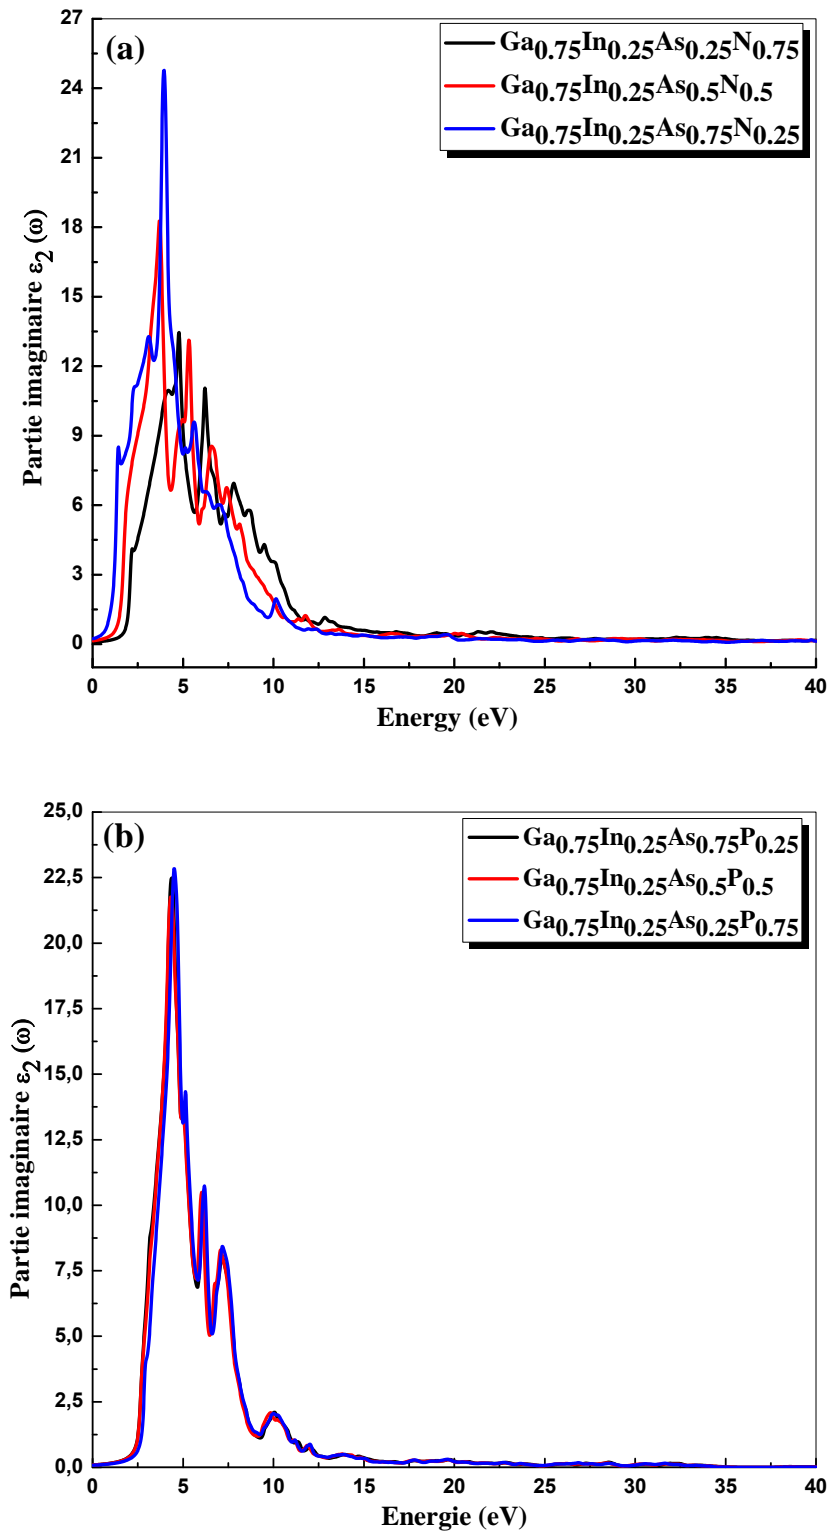 (a)
Ga0.75In0.25As0.25N0.75
Ga0.75In0.25As0.5N0.5
Ga0.75In0.25As0.75N0.25
Partie imaginaire ε2 (ω)
27
24
21
18
15
12
9
6
3
0
0 5 10 15 20 25 30 35 40
Energy (eV)
(b)
Ga0.75In0.25As0.75P0.25
Ga0.75In0.25As0.5P0.5
Ga0.75In0.25As0.25P0.75
Partie imaginaire ε2 (ω)
25,0
22,5
20,0
17,5
15,0
12,5
10,0
7,5
5,0
2,5
0,0
0 5 10 15 20 25 30 35 40
Energie (eV)